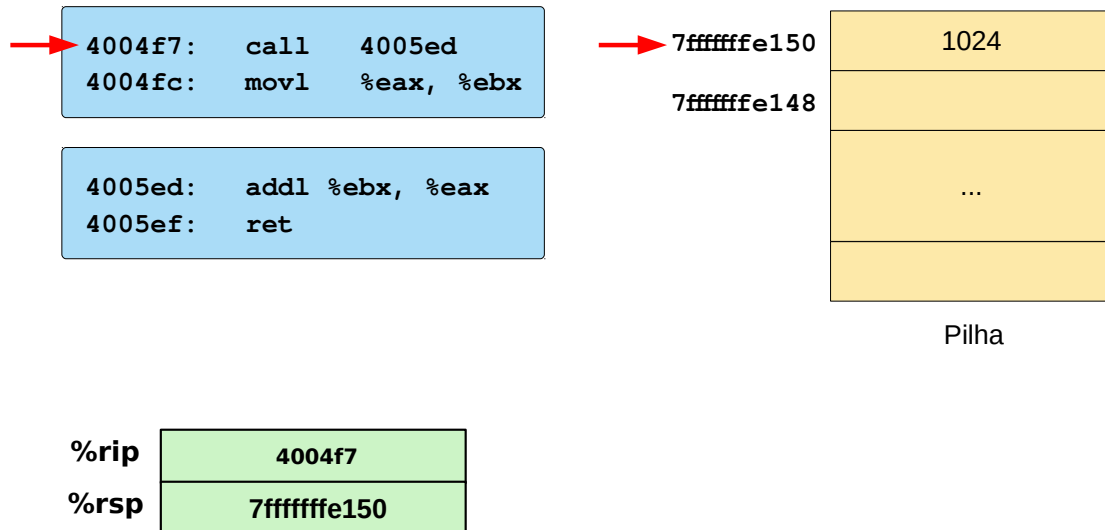 4004f7: call 4005ed
4004fc: movl %eax, %ebx
4005ed: addl %ebx, %eax
4005ef: ret
7fffffffe150 1024
7fffffffe148
...
Pilha
%rip 4004f7
%rsp 7fffffffe150